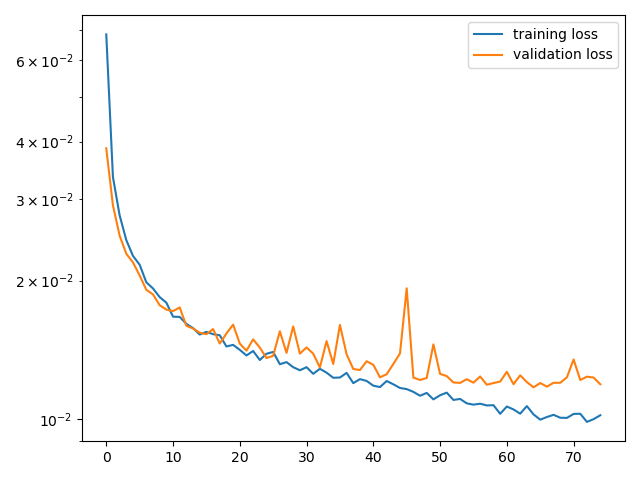 training loss
validation loss
6 × 10⁻²
4 × 10⁻²
3 × 10⁻²
2 × 10⁻²
10⁻²
0 10 20 30 40 50 60 70